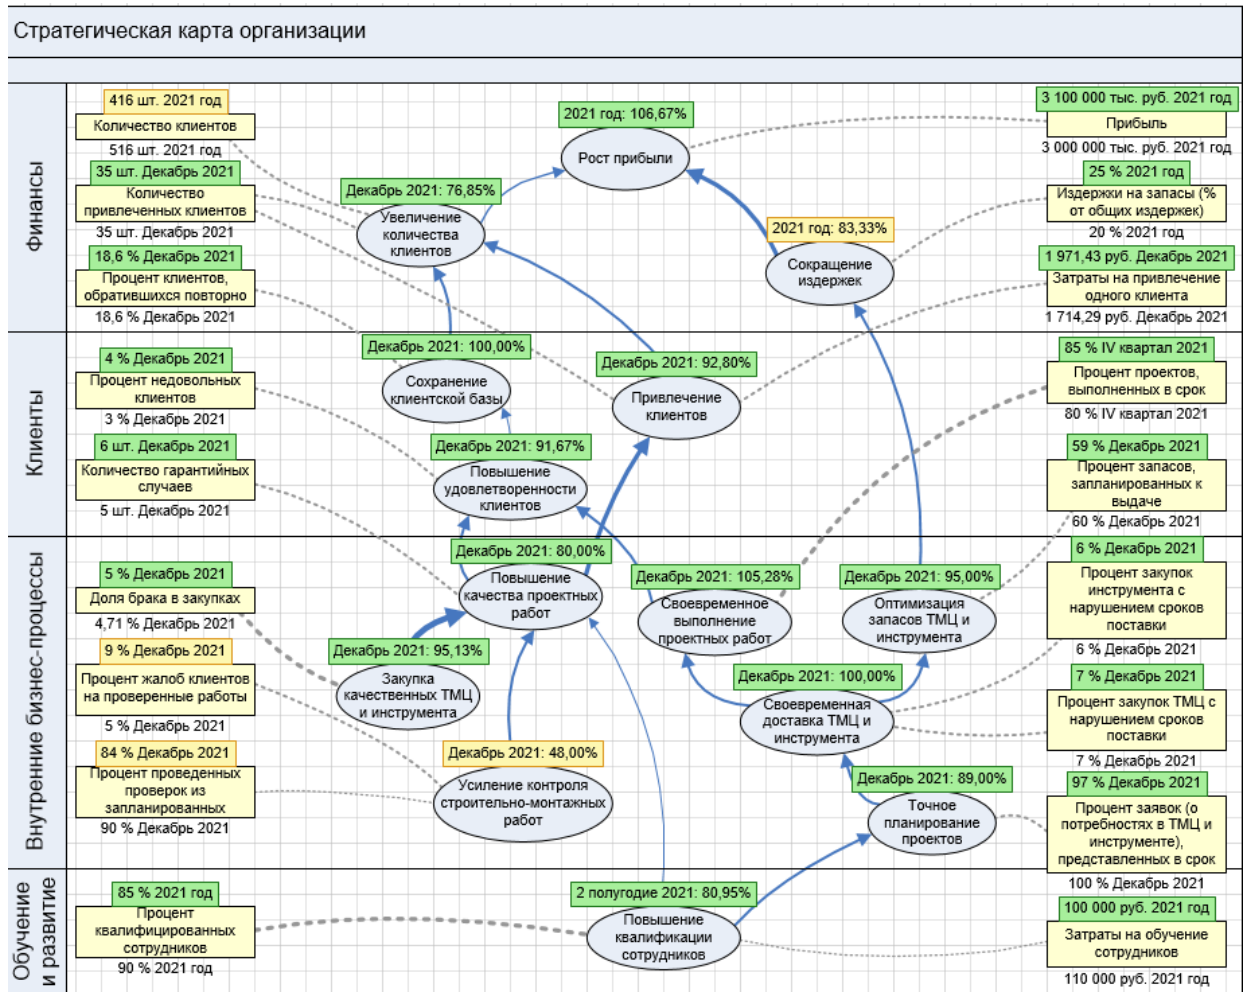 Стратегическая карта организации
Финансы
416 шт. 2021 год
Количество клиентов
516 шт. 2021 год
35 шт. Декабрь 2021
Количество
привлеченных клиентов
35 шт. Декабрь 2021
18,6 % Декабрь 2021
Процент клиентов,
обратившихся повторно
18,6 % Декабрь 2021
2021 год: 106,67%
Рост прибыли
Декабрь 2021: 76,85%
Увеличение
количества
клиентов
2021 год: 83,33%
Сокращение
издержек
3 100 000 тыс. руб. 2021 год
Прибыль
3 000 000 тыс. руб. 2021 год
25 % 2021 год
Издержки на запасы (%
от общих издержек)
20 % 2021 год
1 971,43 руб. Декабрь 2021
Затраты на привлечение
одного клиента
1 714,29 руб. Декабрь 2021
Клиенты
4 % Декабрь 2021
Процент недовольных
клиентов
3 % Декабрь 2021
6 шт. Декабрь 2021
Количество гарантийных
случаев
5 шт. Декабрь 2021
Декабрь 2021: 100,00%
Сохранение
клиентской базы
Декабрь 2021: 92,80%
Привлечение
клиентов
Декабрь 2021: 91,67%
Повышение
удовлетворенности
клиентов
85 % IV квартал 2021
Процент проектов,
выполненных в срок
80 % IV квартал 2021
59 % Декабрь 2021
Процент запасов,
запланированных к
выдаче
60 % Декабрь 2021
Внутренние бизнес-процессы
5 % Декабрь 2021
Доля брака в закупках
4,71 % Декабрь 2021
9 % Декабрь 2021
Процент жалоб клиентов
на проверенные работы
5 % Декабрь 2021
84 % Декабрь 2021
Процент проведенных
проверок из
запланированных
90 % Декабрь 2021
Декабрь 2021: 80,00%
Повышение
качества проектных
работ
Декабрь 2021: 105,28%
Своевременное
выполнение
проектных работ
Декабрь 2021: 95,00%
Оптимизация
запасов ТМЦ и
инструмента
Декабрь 2021: 95,13%
Закупка
качественных ТМЦ
и инструмента
Декабрь 2021: 100,00%
Своевременная
доставка ТМЦ и
инструмента
Декабрь 2021: 48,00%
Усиление контроля
строительно-монтажных
работ
Декабрь 2021: 89,00%
Точное
планирование
проектов
6 % Декабрь 2021
Процент закупок
инструмента с
нарушением сроков
поставки
6 % Декабрь 2021
7 % Декабрь 2021
Процент закупок ТМЦ с
нарушением сроков
поставки
7 % Декабрь 2021
97 % Декабрь 2021
Процент заявок (о
потребностях в ТМЦ и
инструменте),
представленных в срок
100 % Декабрь 2021
Обучение
и развитие
85 % 2021 год
Процент
квалифицированных
сотрудников
90 % 2021 год
2 полугодие 2021: 80,95%
Повышение
квалификации
сотрудников
100 000 руб. 2021 год
Затраты на обучение
сотрудников
110 000 руб. 2021 год